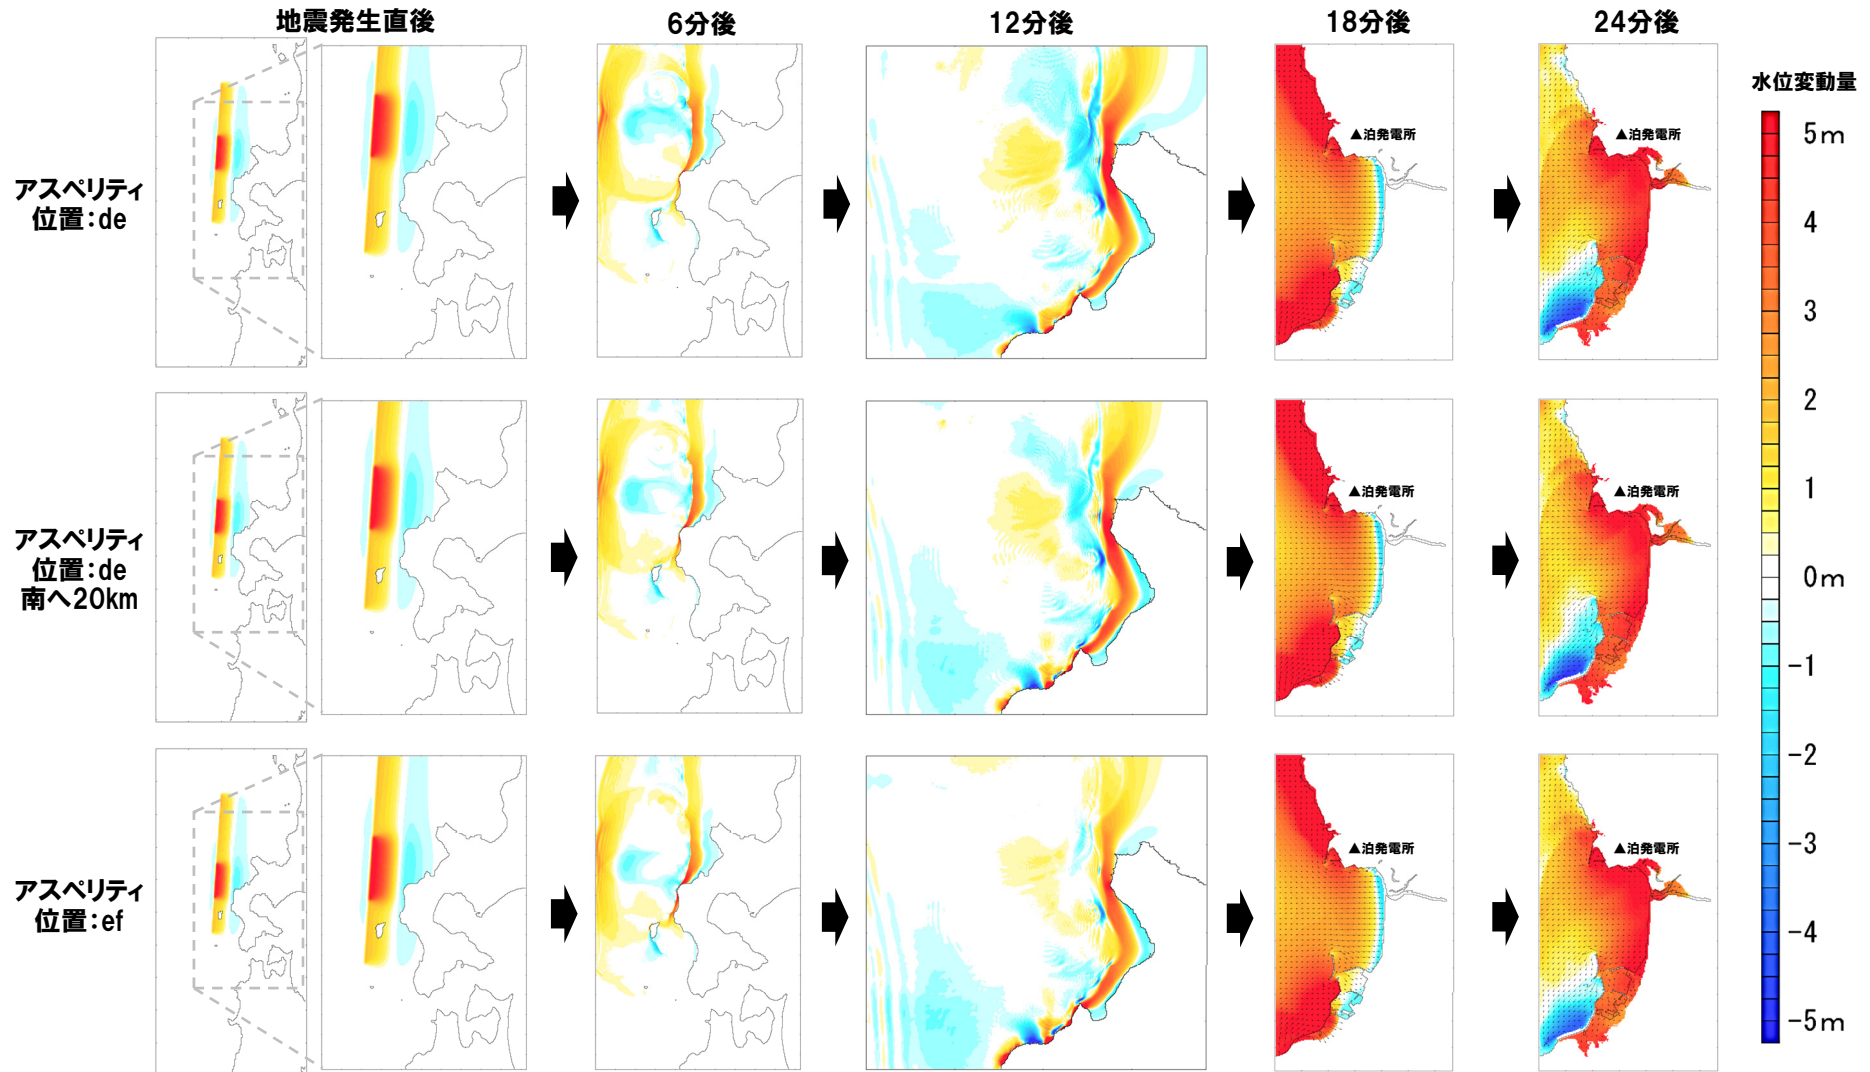 地震発生直後
6分後
12分後
18分後
24分後
水位変動量
アスペリティ
位置：de
▲泊発電所
▲泊発電所
アスペリティ
位置：de
南へ20km
▲泊発電所
▲泊発電所
アスペリティ
位置：ef
▲泊発電所
▲泊発電所
5m
4
3
2
1
0m
-1
-2
-3
-4
-5m